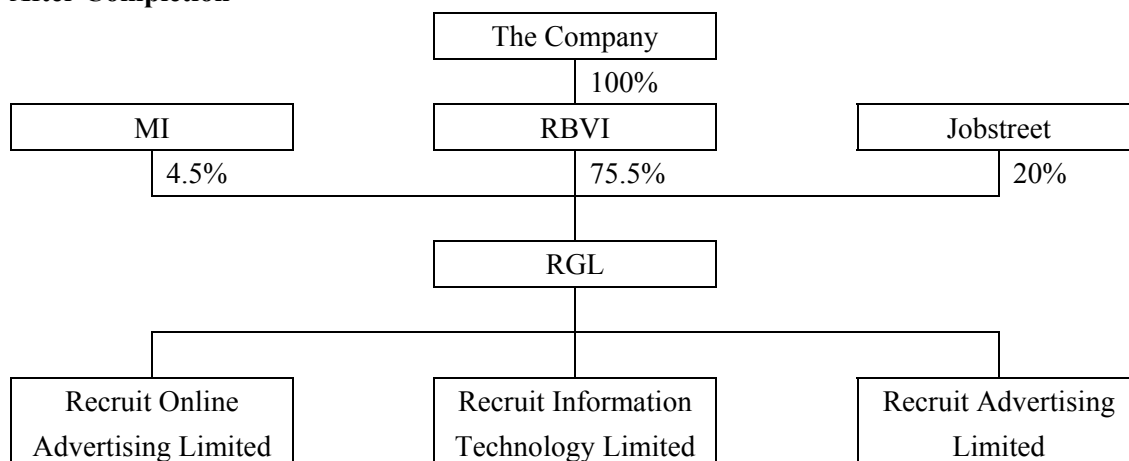 After Completion
The Company
100%
MI
RBVI
Jobstreet
4.5%
75.5%
20%
RGL
Recruit Online
Advertising Limited
Recruit Information
Technology Limited
Recruit Advertising
Limited